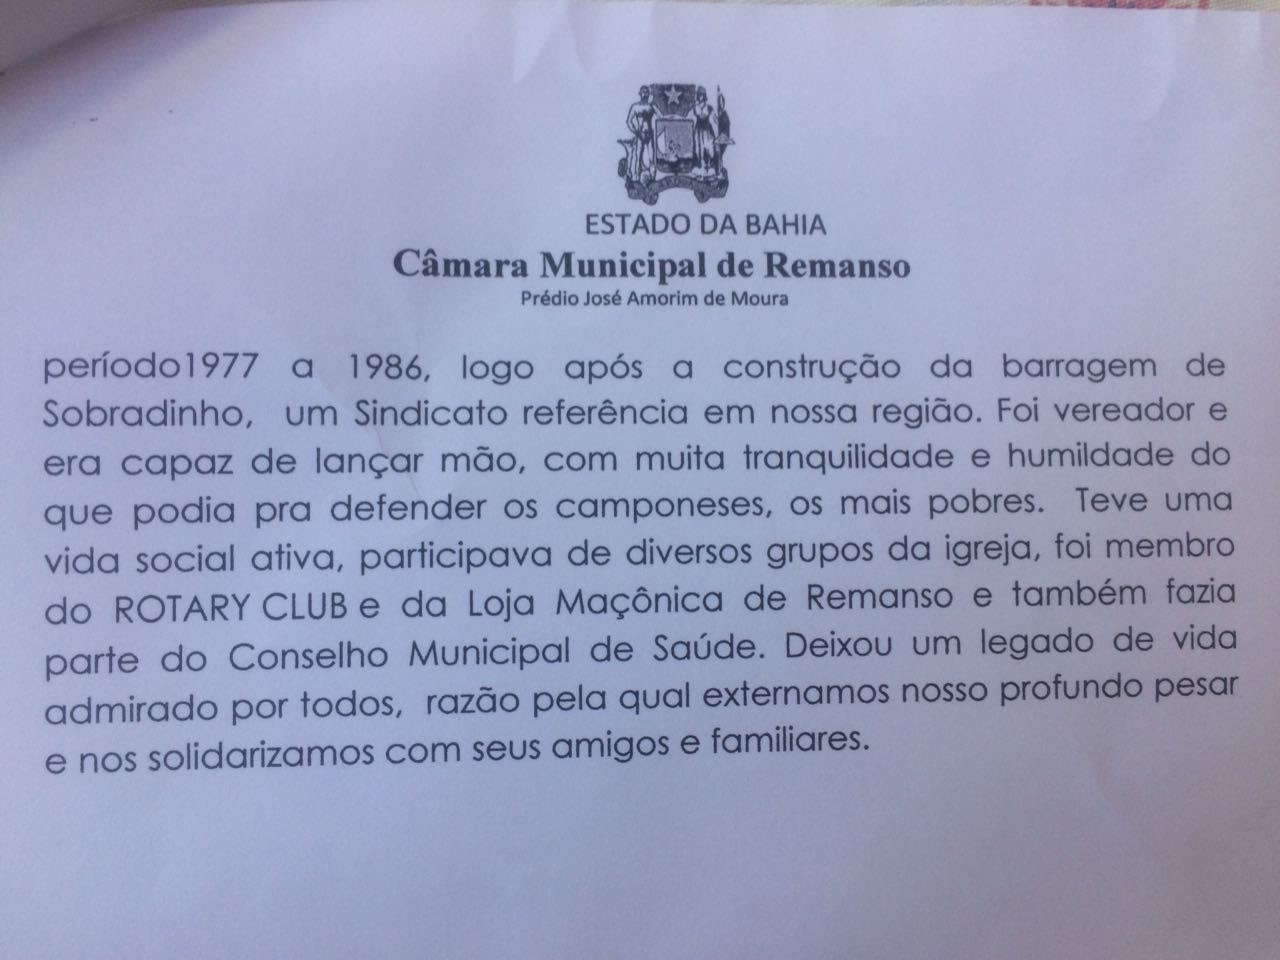 ESTADO DA BAHIA
Câmara Municipal de Remanso
Prédio José Amorim de Moura
período1977 a 1986, logo após a construção da barragem de
Sobradinho, um Sindicato referência em nossa região. Foi vereador e
era capaz de lançar mão, com muita tranquilidade e humildade do
que podia pra defender os camponeses, os mais pobres. Teve uma
vida social ativa, participava de diversos grupos da igreja, foi membro
do ROTARY CLUB e da Loja Maçônica de Remanso e também fazia
parte do Conselho Municipal de Saúde. Deixou um legado de vida
admirado por todos, razão pela qual externamos nosso profundo pesar
e nos solidarizamos com seus amigos e familiares.